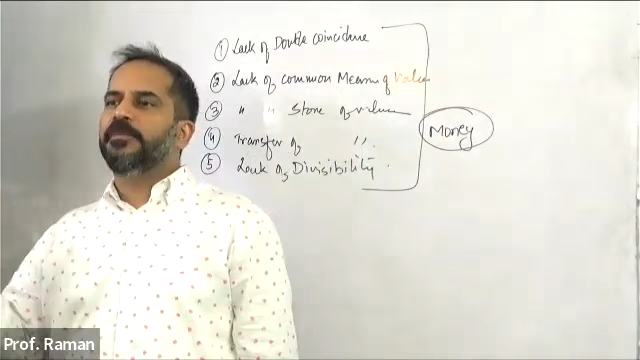 ① Lack of Double coincidence
② Lack of common Means of Value
③ " " Store of value
④ Transfer of "
⑤ Lack of Divisibility.
Money
Prof. Raman